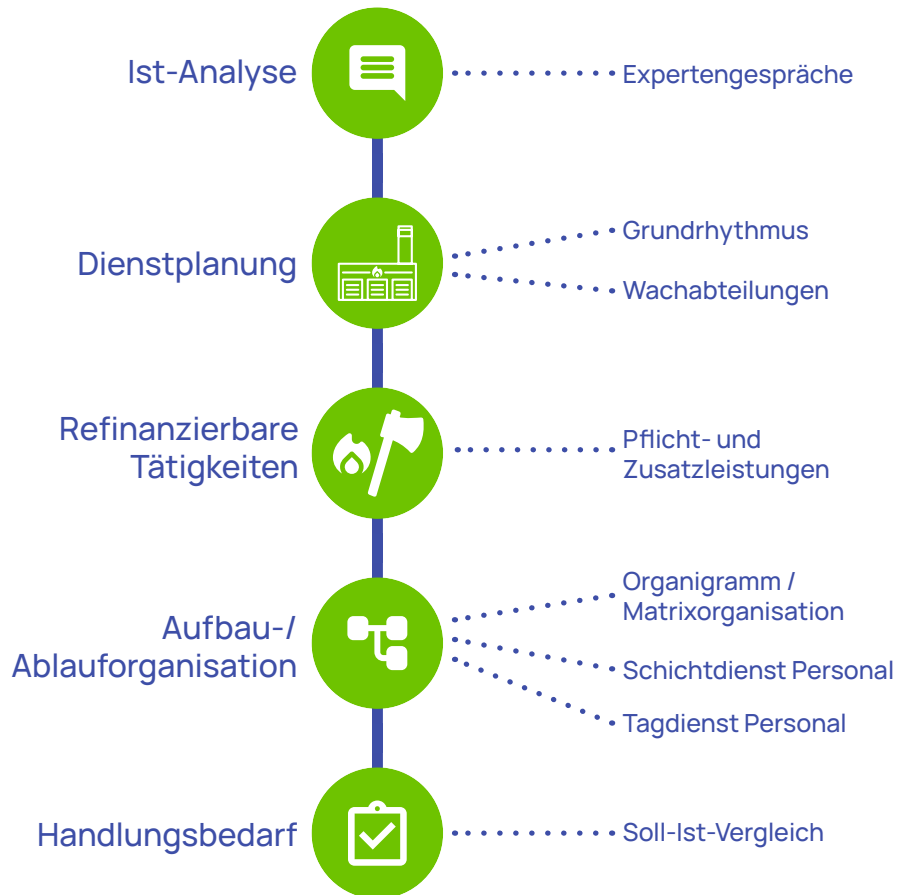 Ist-Analyse
Expertengespräche
Dienstplanung
Grundrhythmus
Wachabteilungen
Refinanzierbare
Tätigkeiten
Pflicht- und
Zusatzleistungen
Aufbau-/
Ablauforganisation
Organigramm /
Matrixorganisation
Schichtdienst Personal
Tagdienst Personal
Handlungsbedarf
Soll-Ist-Vergleich